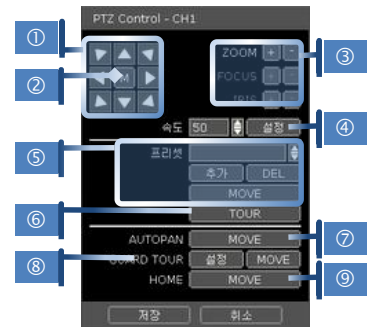 PTZ Control - CH1
①
②
M
ZOOM + -
FOCUS + -
IRIS + -
③
속도 50 설정
④
⑤
프리셋
추가 DEL
MOVE
⑥
TOUR
AUTOPAN MOVE
⑦
⑧
GUARD TOUR 설정 MOVE
HOME MOVE
⑨
저장 취소